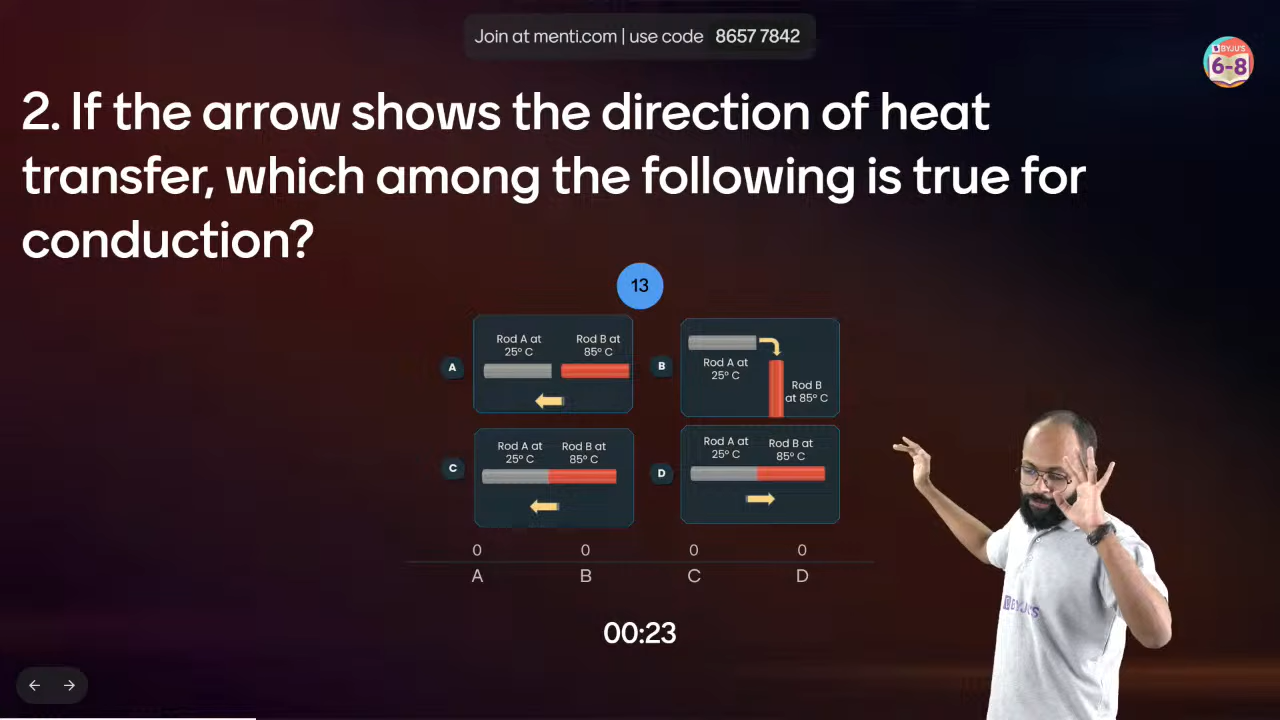 Join at menti.com | use code 8657 7842
BYJU'S
6-8
2. If the arrow shows the direction of heat
transfer, which among the following is true for
conduction?
13
A
Rod A at
25° C
Rod B at
85° C
B
Rod A at
25° C
Rod B
at 85° C
C
Rod A at
25° C
Rod B at
85° C
D
Rod A at
25° C
Rod B at
85° C
0 0 0 0
A B C D
00:23
BYJU'S